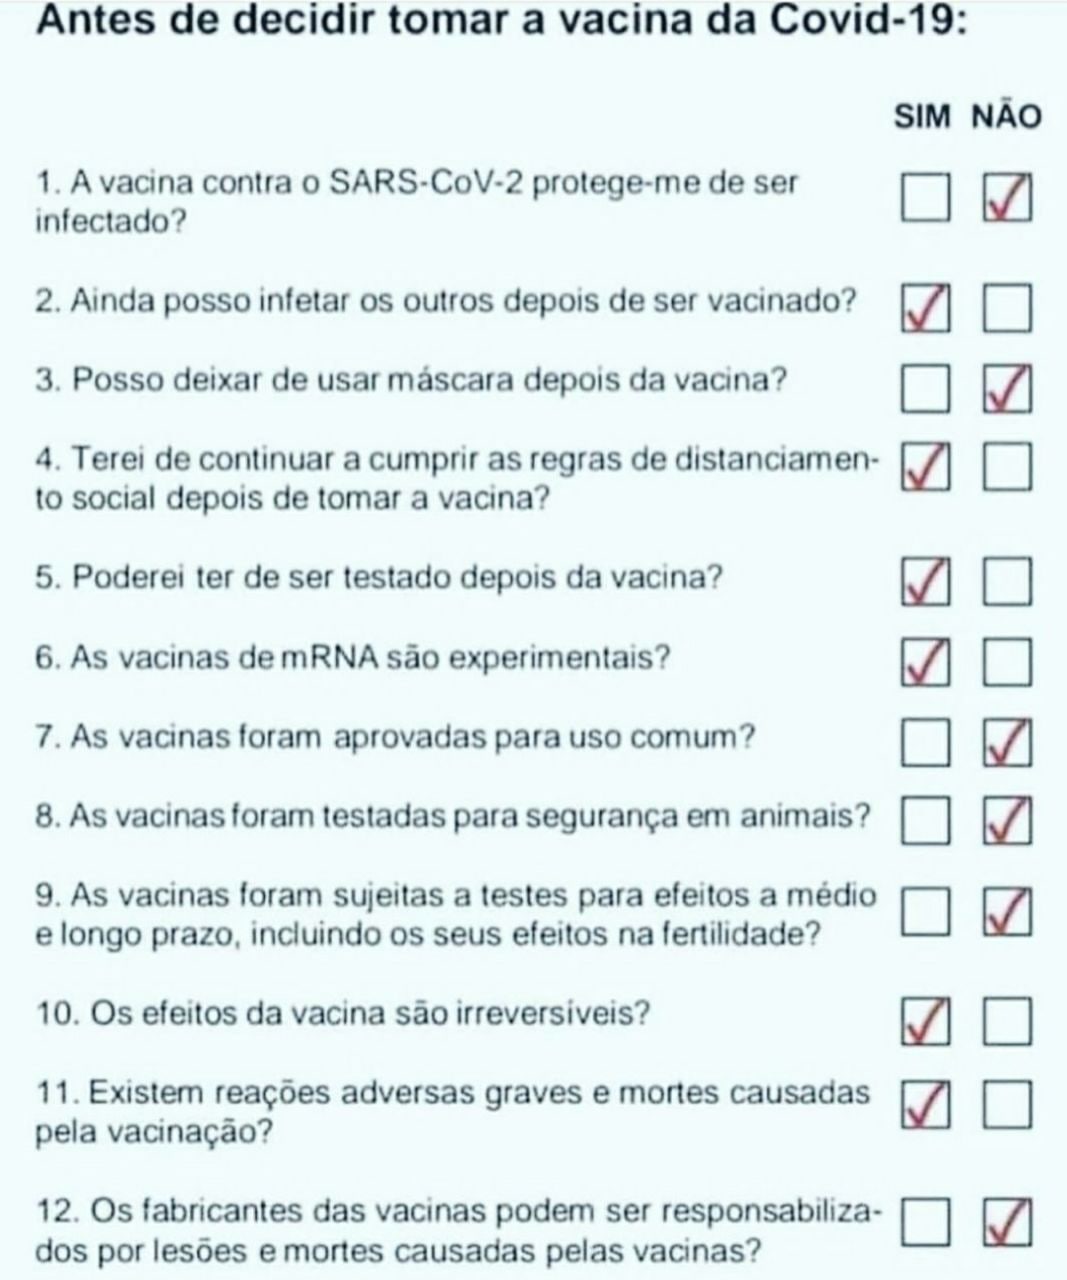 Antes de decidir tomar a vacina da Covid-19:
SIM NÃO
1. A vacina contra o SARS-CoV-2 protege-me de ser
infectado?
2. Ainda posso infetar os outros depois de ser vacinado?
3. Posso deixar de usar máscara depois da vacina?
4. Terei de continuar a cumprir as regras de distanciamen-
to social depois de tomar a vacina?
5. Poderei ter de ser testado depois da vacina?
6. As vacinas de mRNA são experimentais?
7. As vacinas foram aprovadas para uso comum?
8. As vacinas foram testadas para segurança em animais?
9. As vacinas foram sujeitas a testes para efeitos a médio
e longo prazo, incluindo os seus efeitos na fertilidade?
10. Os efeitos da vacina são irreversíveis?
11. Existem reações adversas graves e mortes causadas
pela vacinação?
12. Os fabricantes das vacinas podem ser responsabiliza-
dos por lesões e mortes causadas pelas vacinas?